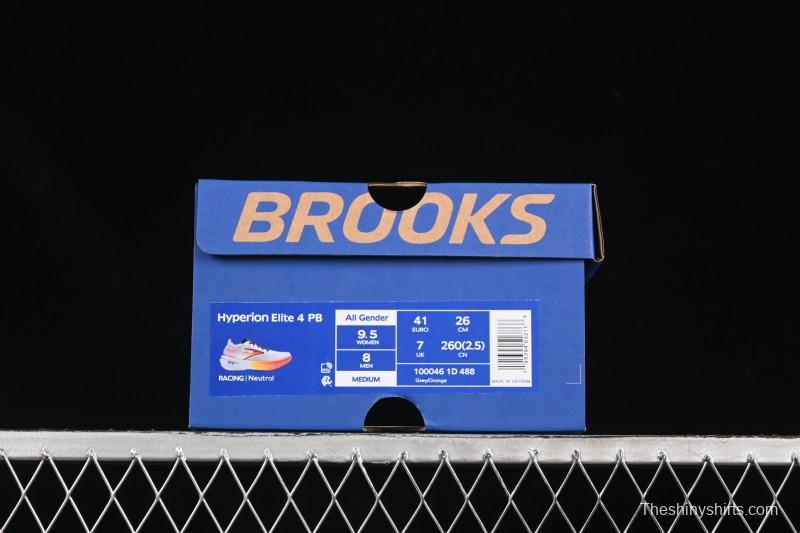 BROOKS
Hyperion Elite 4 PB
RACING | Neutral
All Gender
9.5
WOMEN
8
MEN
MEDIUM
41
EURO
26
CM
7
UK
260(2.5)
CN
100046 1D 488
Grey/Orange
MADE IN VIETNAM
Theshinyshirts.com